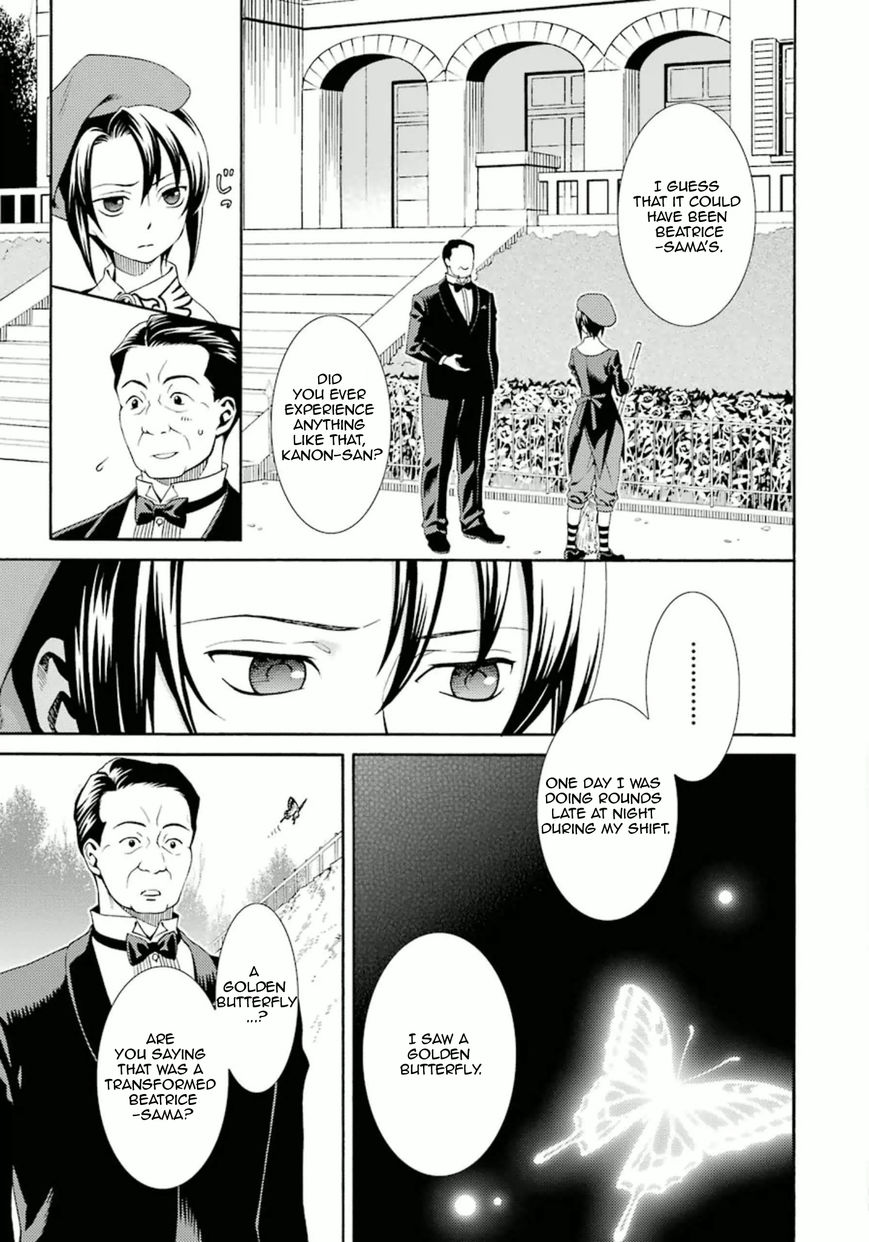 I GUESS
THAT IT COULD
HAVE BEEN
BEATRICE
-SAMA'S.
DID
YOU EVER
EXPERIENCE
ANYTHING
LIKE THAT,
KANON-SAN?
じっ
.........
ONE DAY I WAS
DOING ROUNDS
LATE AT NIGHT
DURING MY SHIFT.
I SAW A
GOLDEN
BUTTERFLY.
A
GOLDEN
BUTTERFLY
...?
ARE
YOU SAYING
THAT WAS A
TRANSFORMED
BEATRICE
-SAMA?